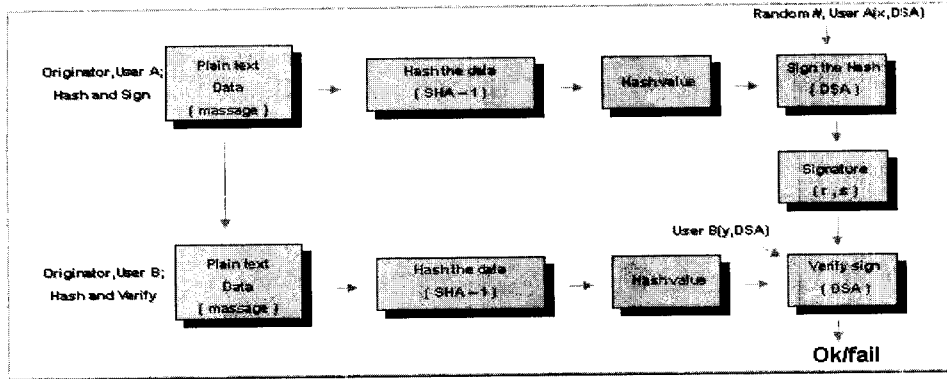 Random #, User A(x,DSA)
Originator,User A;
Hash and Sign
Plain text
Data
( massage )
Hash the data
( SHA – 1 )
Hash value
Sign the Hash
( DSA )
Signature
( r , s )
User B(y,DSA)
Originator,User B;
Hash and Verify
Plain text
Data
( massage )
Hash the data
( SHA – 1 )
Hash value
Verify sign
( DSA )
Ok/fail